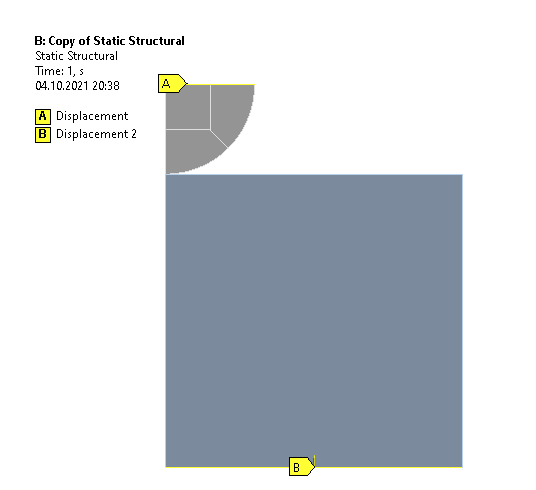 B: Copy of Static Structural
Static Structural
Time: 1, s
04.10.2021 20:38
A Displacement
B Displacement 2
A
B